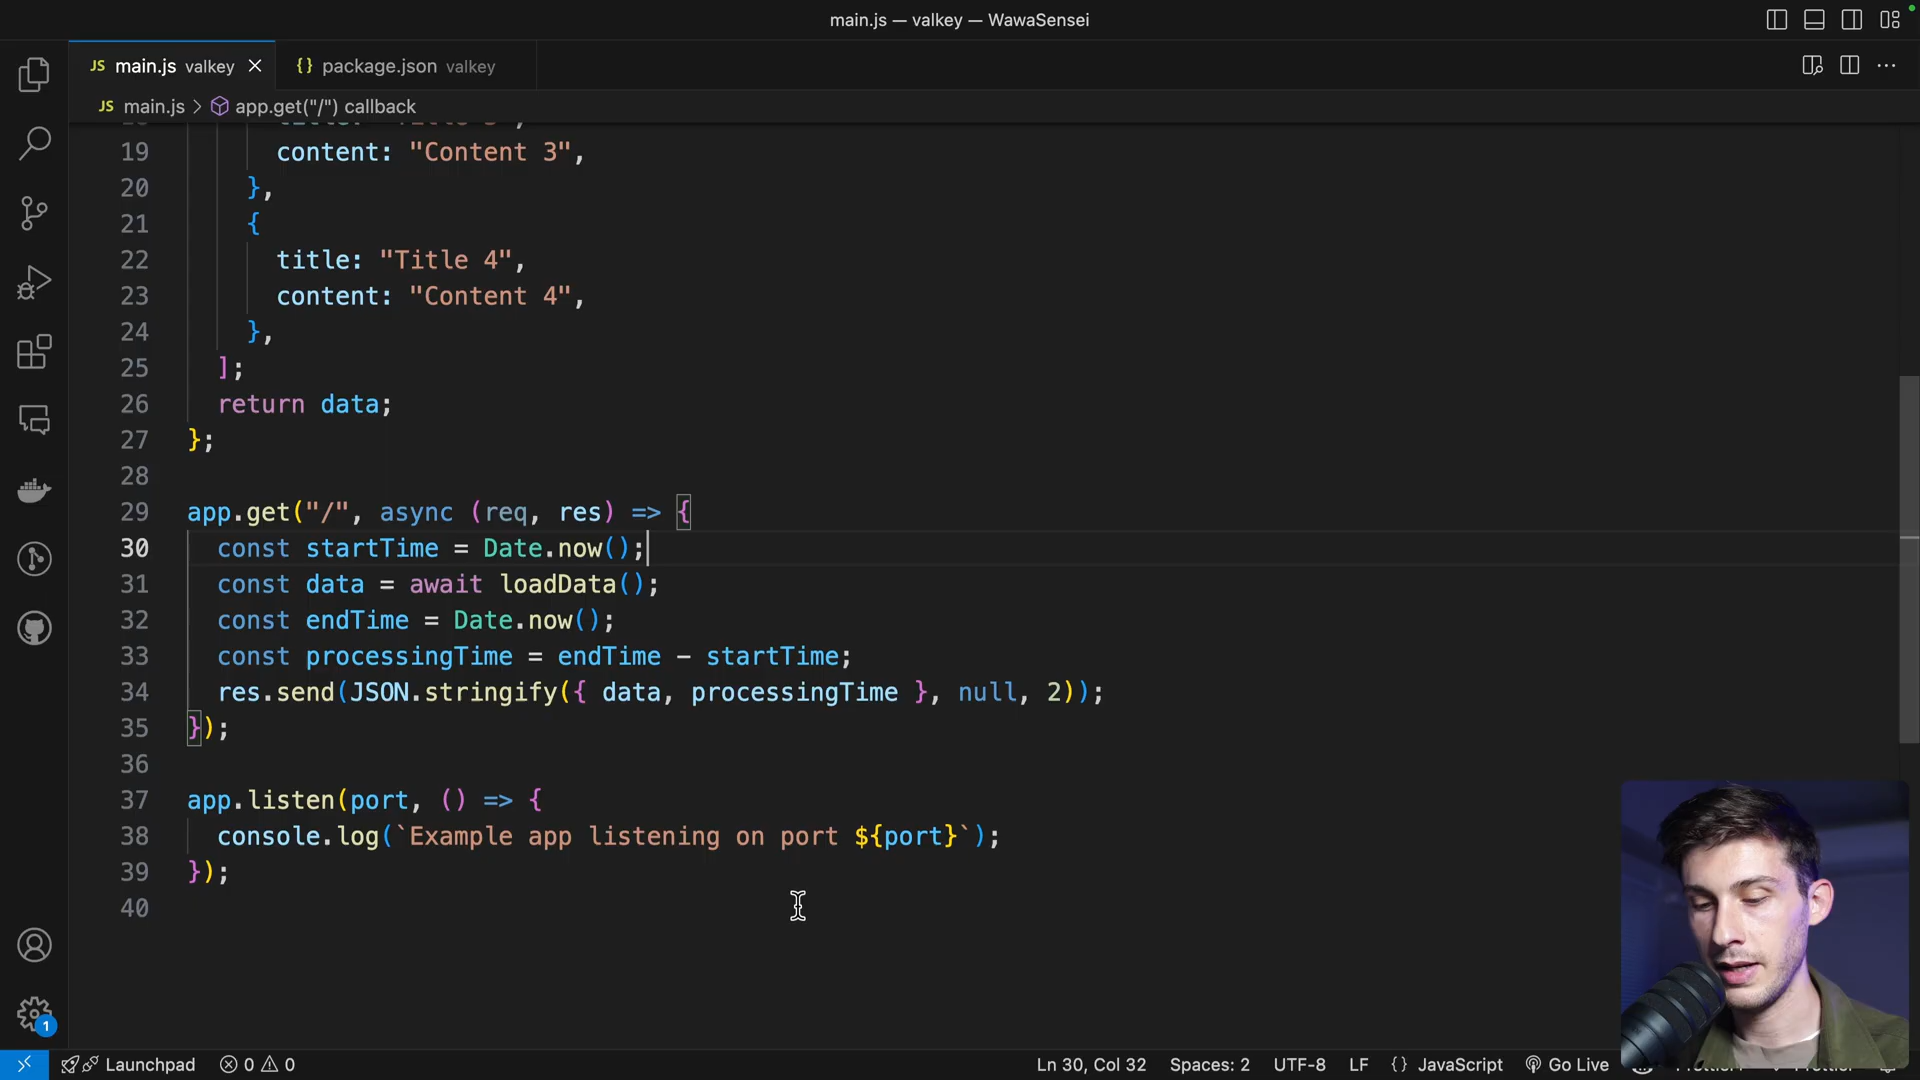 main.js — valkey — WawaSensei
JS main.js valkey
{} package.json valkey
JS main.js > app.get("/") callback
19 content: "Content 3",
20 },
21 {
22 title: "Title 4",
23 content: "Content 4",
24 },
25 ];
26 return data;
27 };
28
29 app.get("/", async (req, res) => {
30 const startTime = Date.now();
31 const data = await loadData();
32 const endTime = Date.now();
33 const processingTime = endTime - startTime;
34 res.send(JSON.stringify({ data, processingTime }, null, 2));
35 });
36
37 app.listen(port, () => {
38 console.log(`Example app listening on port ${port}`);
39 });
40
1
Launchpad 0 0 Ln 30, Col 32 Spaces: 2 UTF-8 LF {} JavaScript Go Live